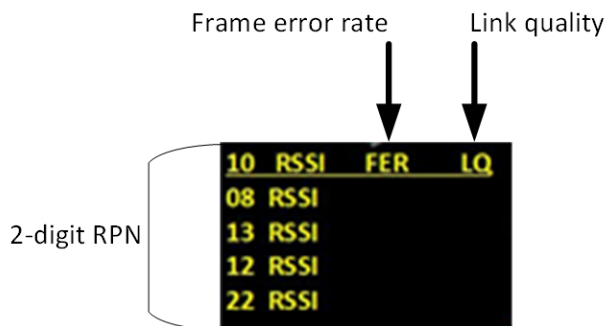 Frame error rate Link quality
10 RSSI FER LQ
2-digit RPN
08 RSSI
13 RSSI
12 RSSI
22 RSSI